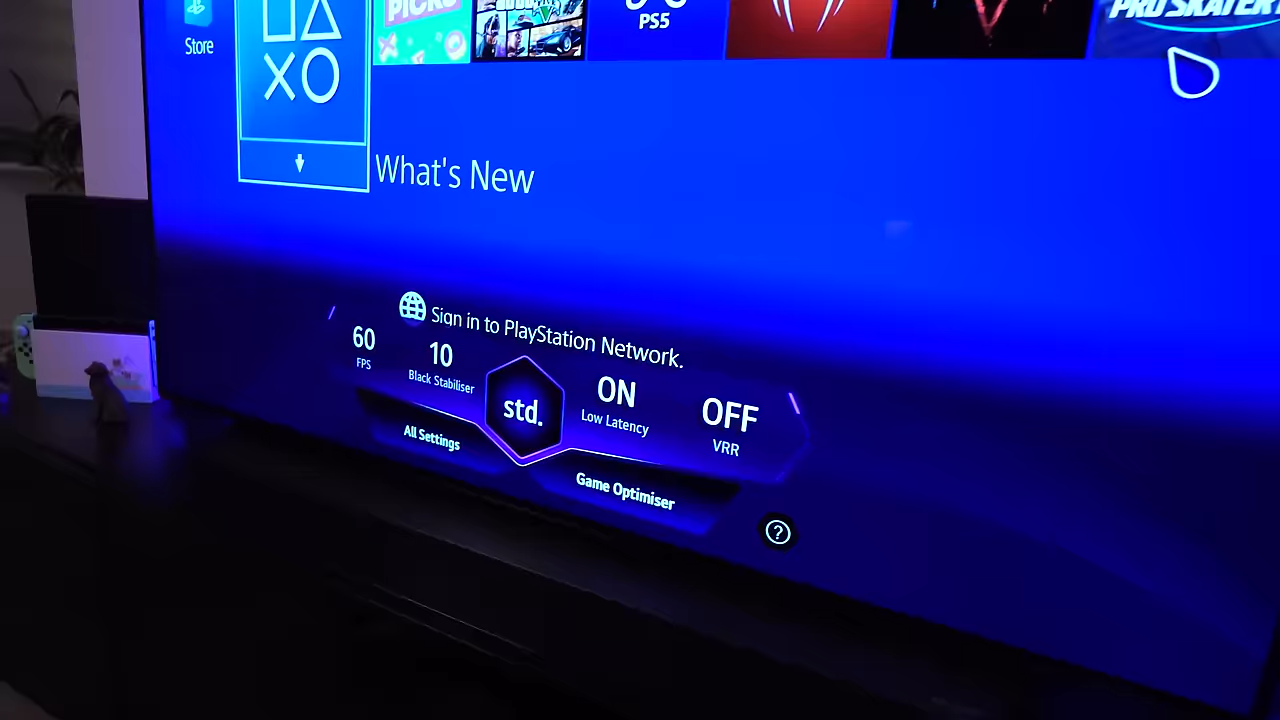 PICKS
PS5
PRO SKATER
Store
What's New
Sign in to PlayStation Network.
60
FPS
10
Black Stabiliser
std.
ON
Low Latency
OFF
VRR
All Settings
Game Optimiser
?